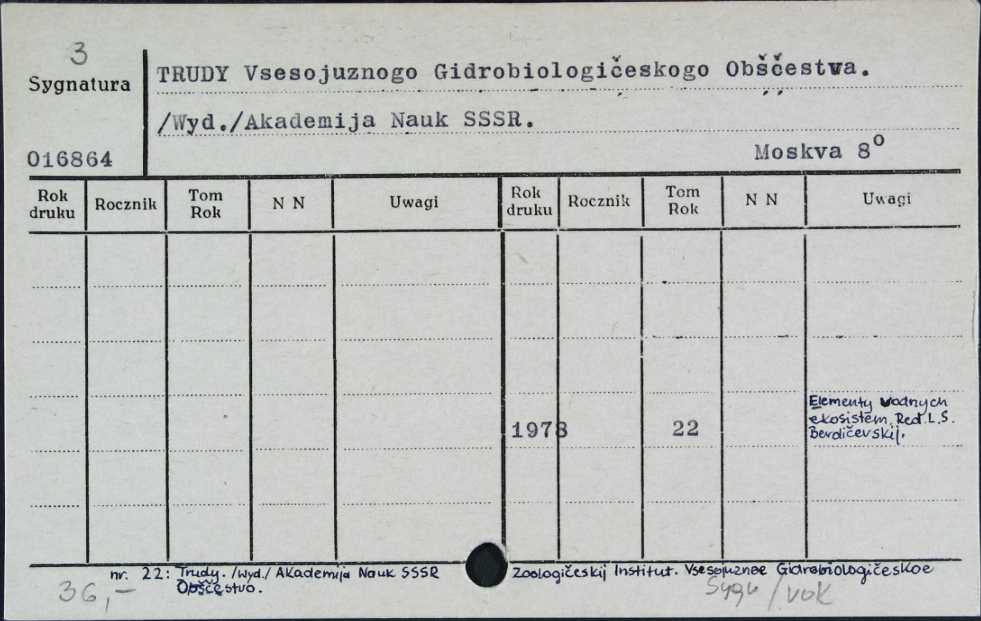 3
Sygnatura
016864
TRUDY Vsesojuznogo Gidrobiologičeskogo Obščestva.
/Wyd./Akademija Nauk SSSR.
Moskva 8°
Rok druku Rocznik Tom Rok N N Uwagi Rok druku Rocznik Tom Rok N N Uwagi
1978 22
Elementy vodnych
ekosistem. Red. L.S.
Berdičevskij.
nr. 22: Trudy. /Wyd./ Akademija Nauk SSSR Zoologičeskij Institut. Vsesojuznoe Gidrobiologičeskoe
Obščestvo.
36,-